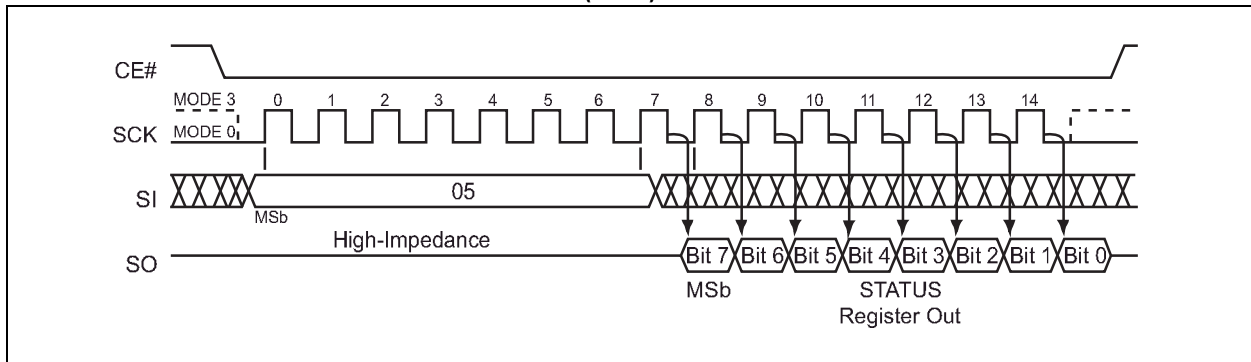 CE#
MODE 3 0 1 2 3 4 5 6 7 8 9 10 11 12 13 14
SCK MODE 0
SI 05
MSb
High-Impedance
SO Bit 7 Bit 6 Bit 5 Bit 4 Bit 3 Bit 2 Bit 1 Bit 0
MSb STATUS
Register Out